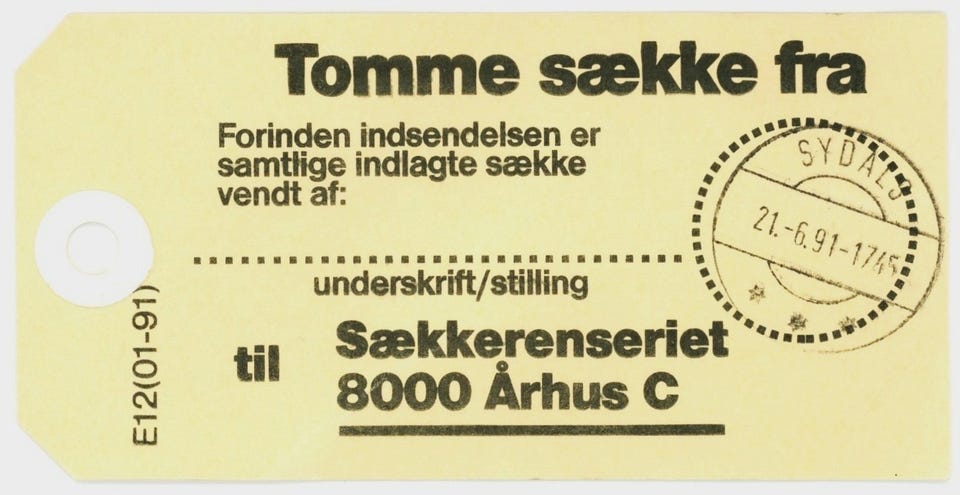 Tomme sække fra
Forinden indsendelsen er
samtlige indlagte sække
vendt af:
SYDALS
21.-6.91-1745
underskrift/stilling
til
Sækkerenseriet
8000 Århus C
E12(01-91)